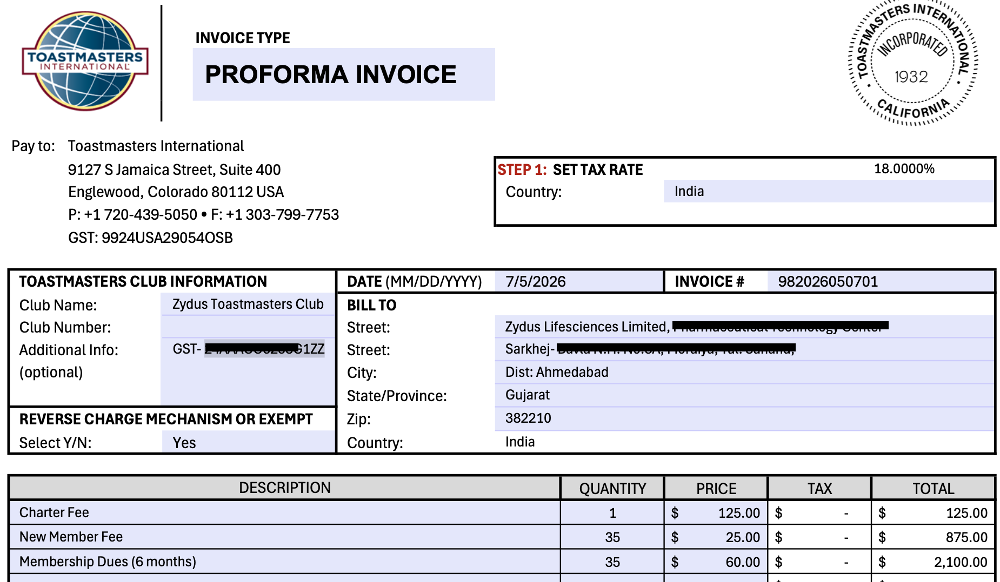 TOASTMASTERS
INTERNATIONAL
INVOICE TYPE
PROFORMA INVOICE
TOASTMASTERS INTERNATIONAL
INCORPORATED
1932
CALIFORNIA
Pay to: Toastmasters International
9127 S Jamaica Street, Suite 400
Englewood, Colorado 80112 USA
P: +1 720-439-5050 • F: +1 303-799-7753
GST: 9924USA29054OSB
STEP 1: SET TAX RATE 18.0000%
Country: India
TOASTMASTERS CLUB INFORMATION
Club Name: Zydus Toastmasters Club
Club Number:
Additional Info: GST- G1ZZ
(optional)
REVERSE CHARGE MECHANISM OR EXEMPT
Select Y/N: Yes
DATE (MM/DD/YYYY) 7/5/2026 INVOICE # 982026050701
BILL TO
Street: Zydus Lifesciences Limited,
Street: Sarkhej-
City: Dist: Ahmedabad
State/Province: Gujarat
Zip: 382210
Country: India
DESCRIPTION QUANTITY PRICE TAX TOTAL
Charter Fee 1 $ 125.00 $ - $ 125.00
New Member Fee 35 $ 25.00 $ - $ 875.00
Membership Dues (6 months) 35 $ 60.00 $ - $ 2,100.00